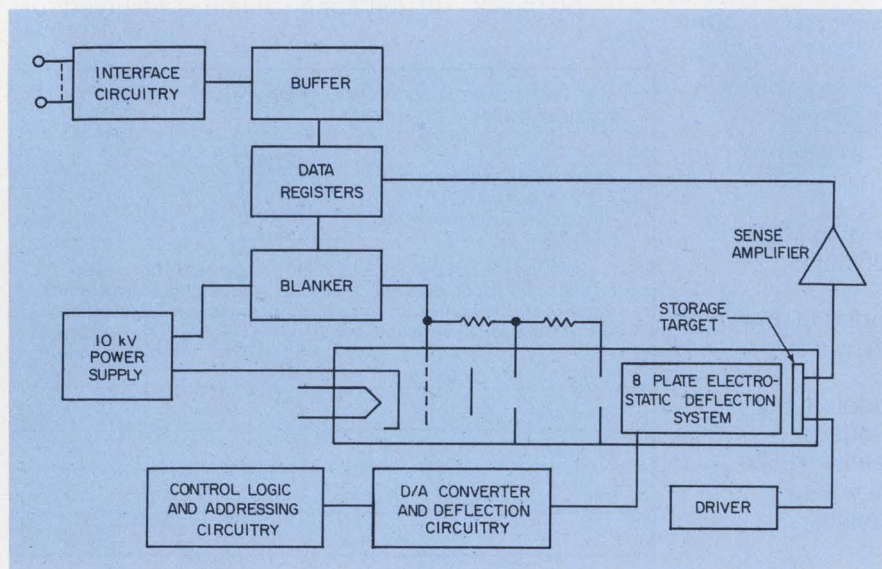 INTERFACE
CIRCUITRY
BUFFER
DATA
REGISTERS
SENSE
AMPLIFIER
BLANKER
STORAGE
TARGET
10 kV
POWER
SUPPLY
8 PLATE ELECTRO-
STATIC DEFLECTION
SYSTEM
CONTROL LOGIC
AND ADDRESSING
CIRCUITRY
D/A CONVERTER
AND DEFLECTION
CIRCUITRY
DRIVER